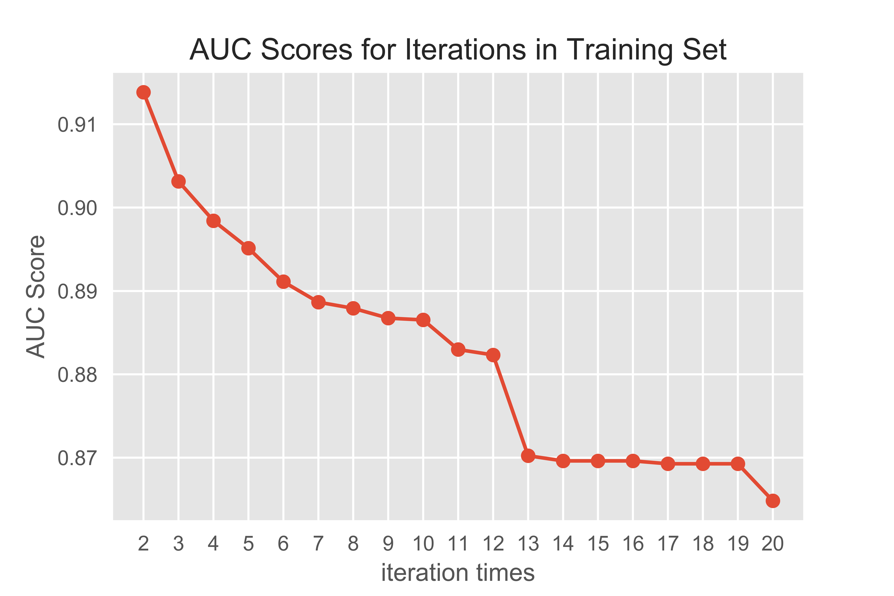 AUC Scores for Iterations in Training Set
AUC Score
0.91
0.90
0.89
0.88
0.87
2 3 4 5 6 7 8 9 10 11 12 13 14 15 16 17 18 19 20
iteration times